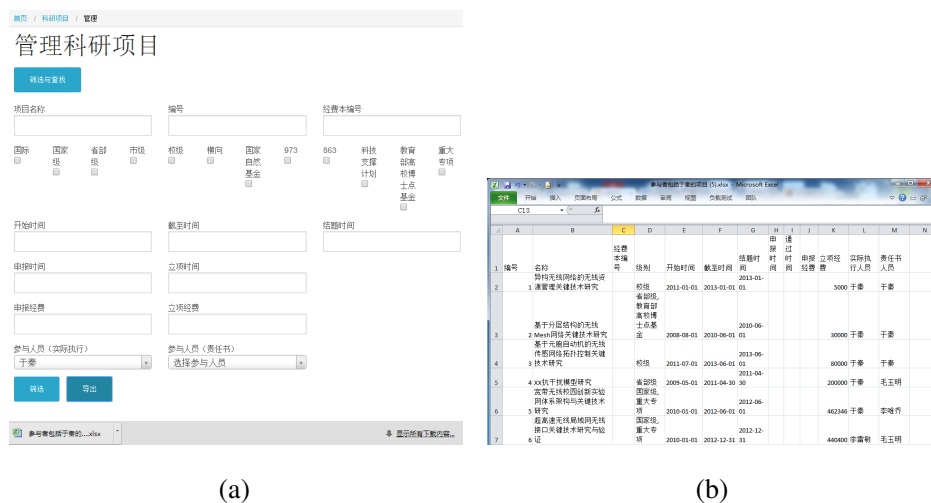 首页 / 科研项目 / 管理
管理科研项目
筛选与查找
项目名称 编号 经费本编号
国际 国家级 省部级 市级 校级 横向 国家自然基金 973 863 科技支撑计划 教育部高校博士点基金 重大专项
开始时间 截至时间 结题时间
申报时间 立项时间
申报经费 立项经费
参与人员（实际执行） 参与人员（责任书）
于秦 选择参与人员
筛选 导出
参与者包括于秦的....xlsx 显示所有下载内容...
(a)
参与者包括于秦的项目 (5).xlsx - Microsoft Excel
文件 开始 插入 页面布局 公式 数据 审阅 视图 负载测试 团队
C13 fx
A B C D E F G H I J K L M N
1 编号 名称 经费本编号 级别 开始时间 截至时间 结题时间 申报时间 通过时间 申报经费 立项经费 实际执行人员 责任书人员
2 1 异构无线网络的无线资源管理关键技术研究 校级 2011-01-01 2013-01-01 2013-01-01 5000 于秦 于秦
3 2 基于分层结构的无线Mesh网络关键技术研究 省部级,教育部高校博士点基金 2008-08-01 2010-06-01 2010-06-01 30000 于秦 于秦
4 3 基于元胞自动机的无线传感网络拓扑控制关键技术研究 校级 2011-07-01 2013-06-01 2013-06-01 80000 于秦 于秦
5 4 XX抗干扰模型研究 省部级 2009-05-01 2011-04-30 2011-04-30 200000 于秦 毛玉明
6 5 宽带无线校园创新实验网体系架构与关键技术研究 国家级,重大专项 2010-01-01 2012-06-01 2012-06-01 462346 于秦 李唯乔
7 6 超高速无线局域网无线接口关键技术研究与验证 国家级,重大专项 2010-01-01 2012-12-31 2012-12-31 440400 李雷敏 毛玉明
(b)